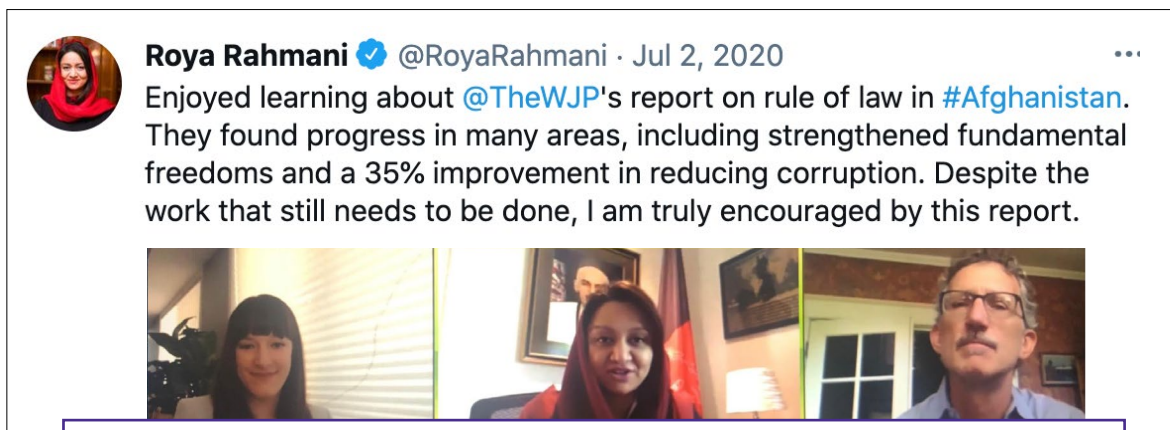 Roya Rahmani @RoyaRahmani · Jul 2, 2020
Enjoyed learning about @TheWJP's report on rule of law in #Afghanistan.
They found progress in many areas, including strengthened fundamental
freedoms and a 35% improvement in reducing corruption. Despite the
work that still needs to be done, I am truly encouraged by this report.